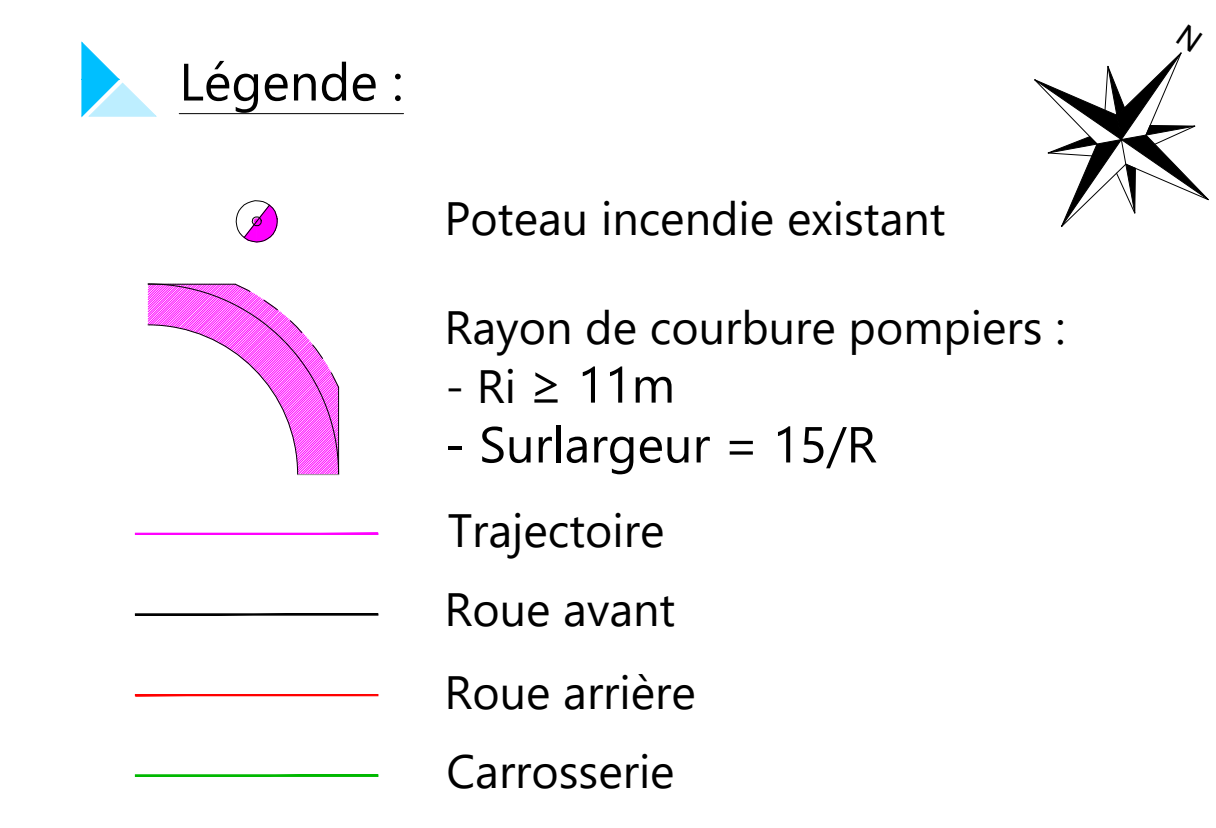 Légende :
N
Poteau incendie existant
Rayon de courbure pompiers :
- Ri ≥ 11m
- Surlargeur = 15/R
Trajectoire
Roue avant
Roue arrière
Carrosserie